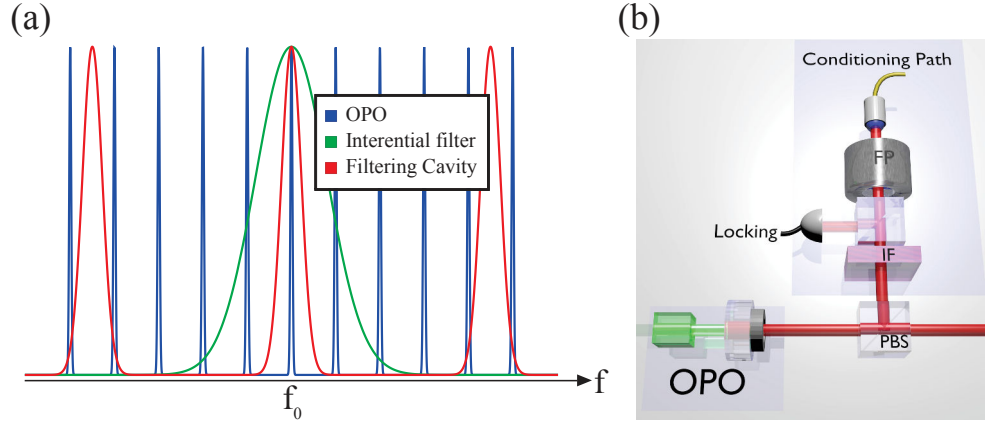 (a)
OPO
Interential filter
Filtering Cavity
f
f0
(b)
Conditioning Path
FP
Locking
IF
PBS
OPO